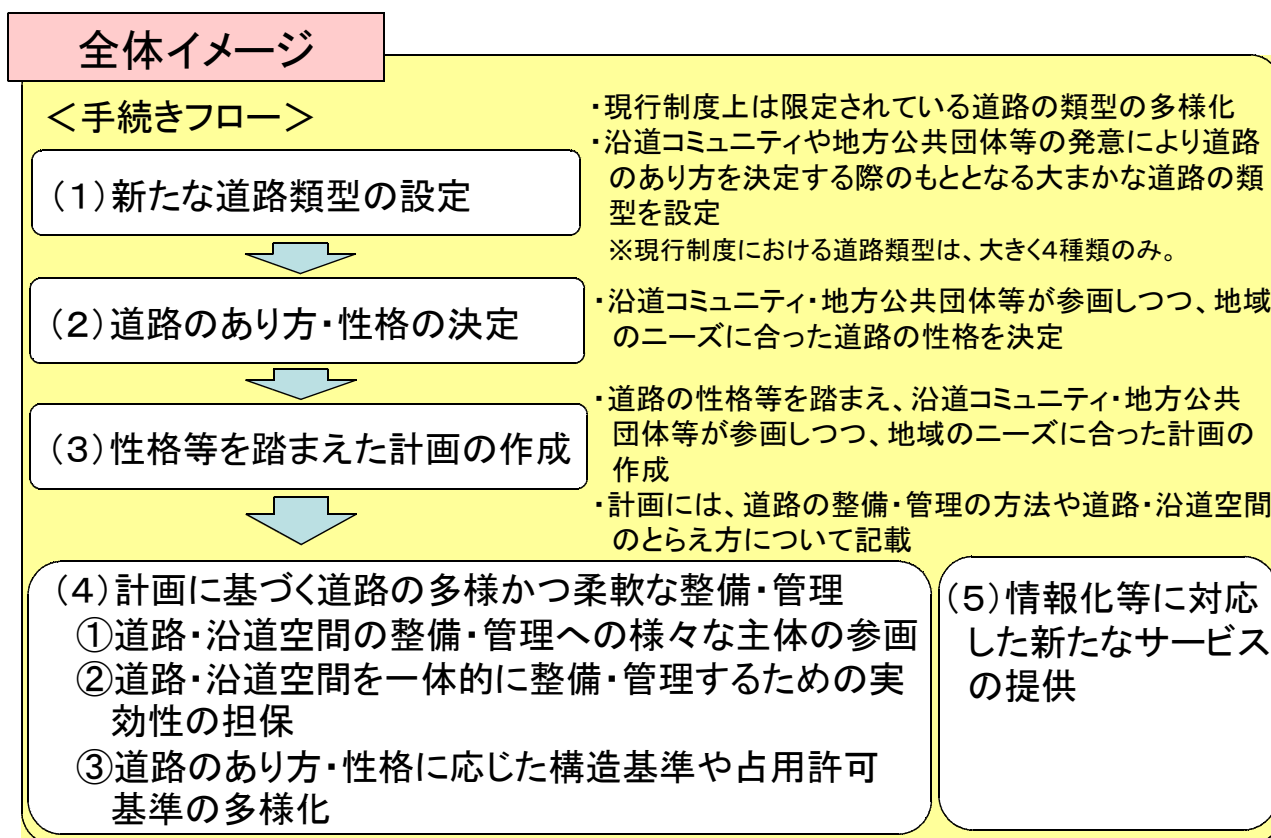 全体イメージ
＜手続きフロー＞
（１）新たな道路類型の設定
・現行制度上は限定されている道路の類型の多様化
・沿道コミュニティや地方公共団体等の発意により道路
のあり方を決定する際のもととなる大まかな道路の類
型を設定
※現行制度における道路類型は、大きく４種類のみ。
（２）道路のあり方・性格の決定
・沿道コミュニティ・地方公共団体等が参画しつつ、地域
のニーズに合った道路の性格を決定
（３）性格等を踏まえた計画の作成
・道路の性格等を踏まえ、沿道コミュニティ・地方公共
団体等が参画しつつ、地域のニーズに合った計画の
作成
・計画には、道路の整備・管理の方法や道路・沿道空間
のとらえ方について記載
（４）計画に基づく道路の多様かつ柔軟な整備・管理
①道路・沿道空間の整備・管理への様々な主体の参画
②道路・沿道空間を一体的に整備・管理するための実
効性の担保
③道路のあり方・性格に応じた構造基準や占用許可
基準の多様化
（５）情報化等に対応
した新たなサービス
の提供